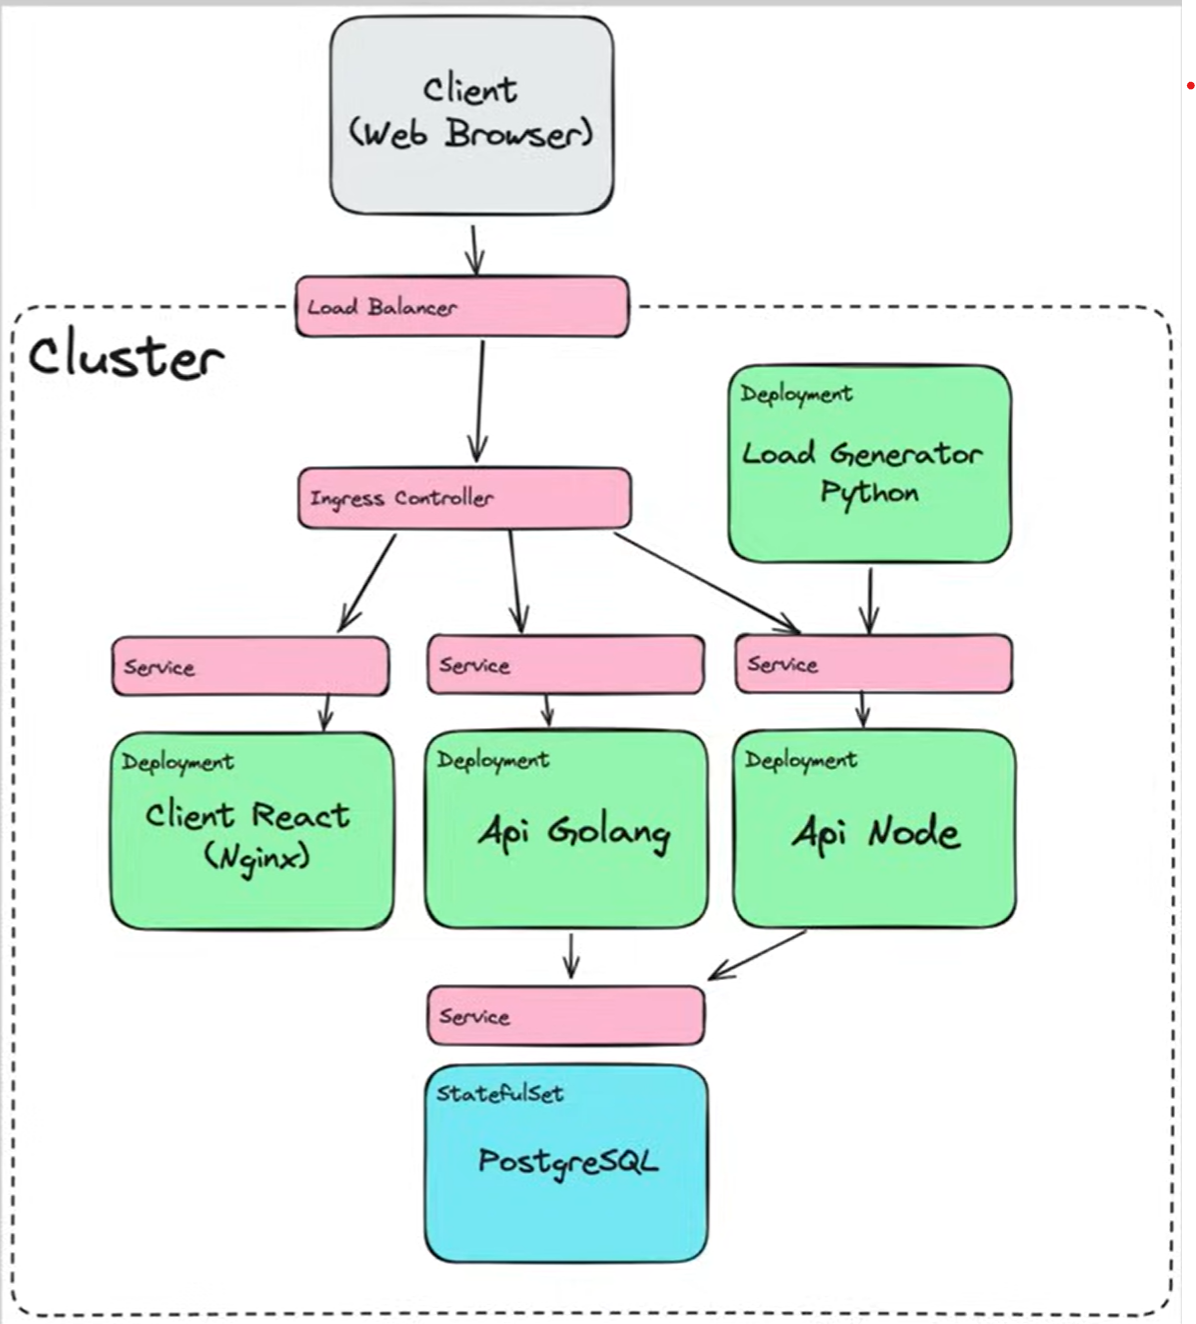 Client
(Web Browser)
Load Balancer
Cluster
Deployment
Load Generator
Python
Ingress Controller
Service
Service
Service
Deployment
Client React
(Nginx)
Deployment
Api Golang
Deployment
Api Node
Service
StatefulSet
PostgreSQL